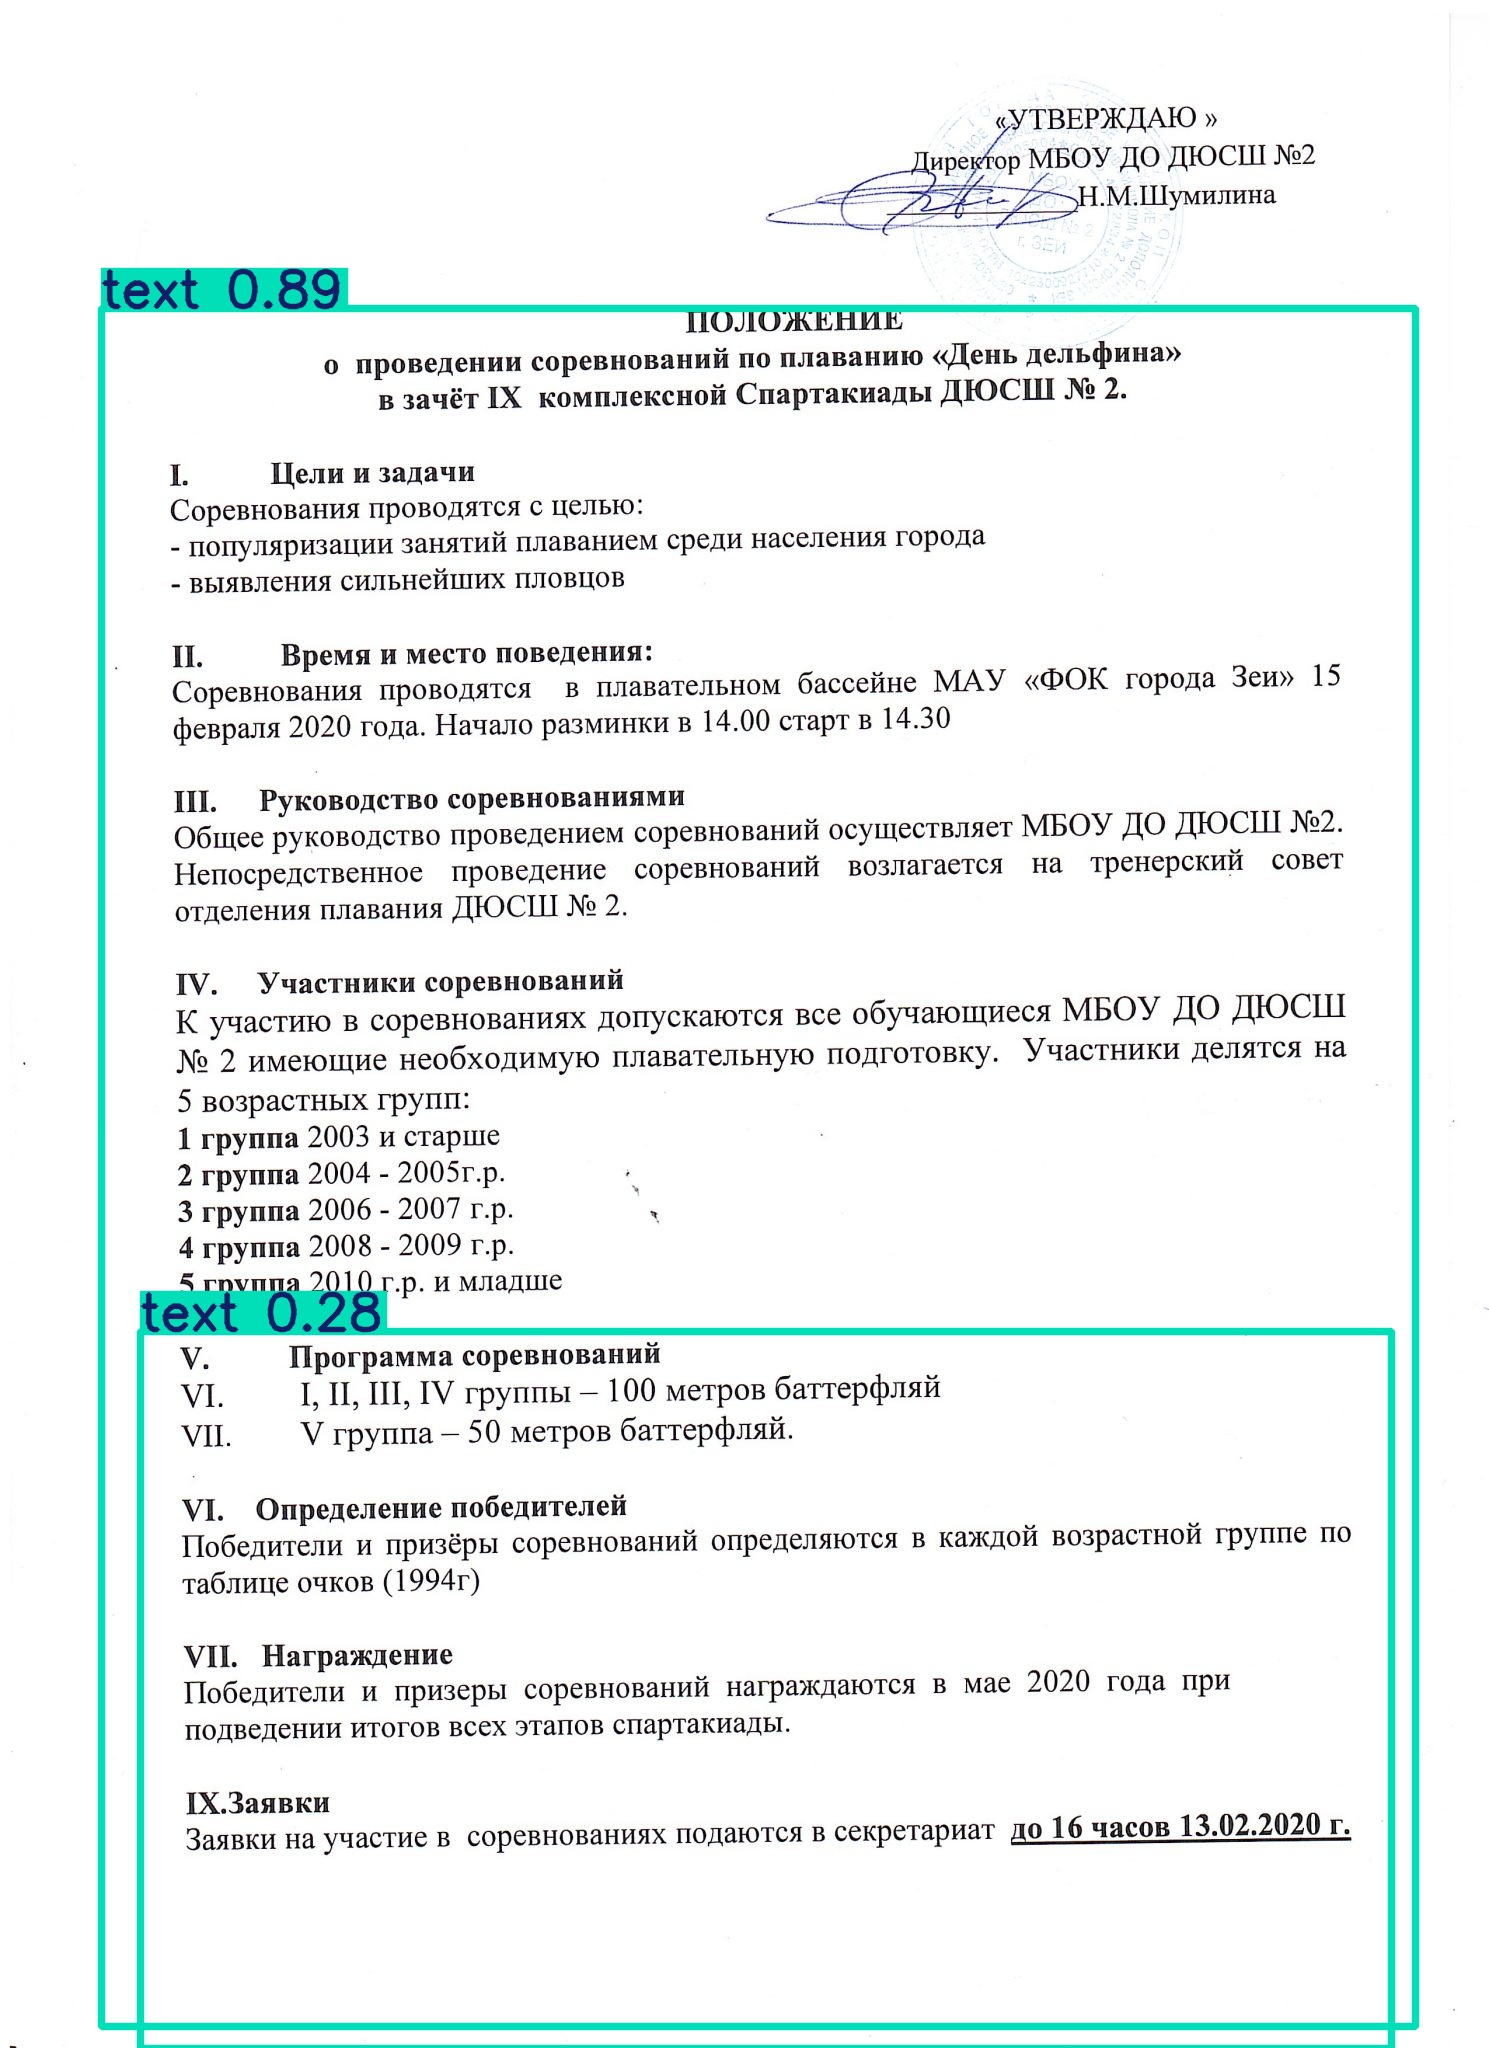 «УТВЕРЖДАЮ »
Директор МБОУ ДО ДЮСШ №2
Н.М.Шумилина
МБОУ
ДО
ДЮСШ № 2
г. ЗЕИ
text 0.89
ПОЛОЖЕНИЕ
о проведении соревнований по плаванию «День дельфина»
в зачёт IX комплексной Спартакиады ДЮСШ № 2.
I. Цели и задачи
Соревнования проводятся с целью:
- популяризации занятий плаванием среди населения города
- выявления сильнейших пловцов
II. Время и место поведения:
Соревнования проводятся в плавательном бассейне МАУ «ФОК города Зеи» 15
февраля 2020 года. Начало разминки в 14.00 старт в 14.30
III. Руководство соревнованиями
Общее руководство проведением соревнований осуществляет МБОУ ДО ДЮСШ №2.
Непосредственное проведение соревнований возлагается на тренерский совет
отделения плавания ДЮСШ № 2.
IV. Участники соревнований
К участию в соревнованиях допускаются все обучающиеся МБОУ ДО ДЮСШ
№ 2 имеющие необходимую плавательную подготовку. Участники делятся на
5 возрастных групп:
1 группа 2003 и старше
2 группа 2004 - 2005г.р.
3 группа 2006 - 2007 г.р.
4 группа 2008 - 2009 г.р.
5 группа 2010 г.р. и младше
text 0.28
V. Программа соревнований
VI. I, II, III, IV группы – 100 метров баттерфляй
VII. V группа – 50 метров баттерфляй.
VI. Определение победителей
Победители и призёры соревнований определяются в каждой возрастной группе по
таблице очков (1994г)
VII. Награждение
Победители и призеры соревнований награждаются в мае 2020 года при
подведении итогов всех этапов спартакиады.
IX.Заявки
Заявки на участие в соревнованиях подаются в секретариат до 16 часов 13.02.2020 г.